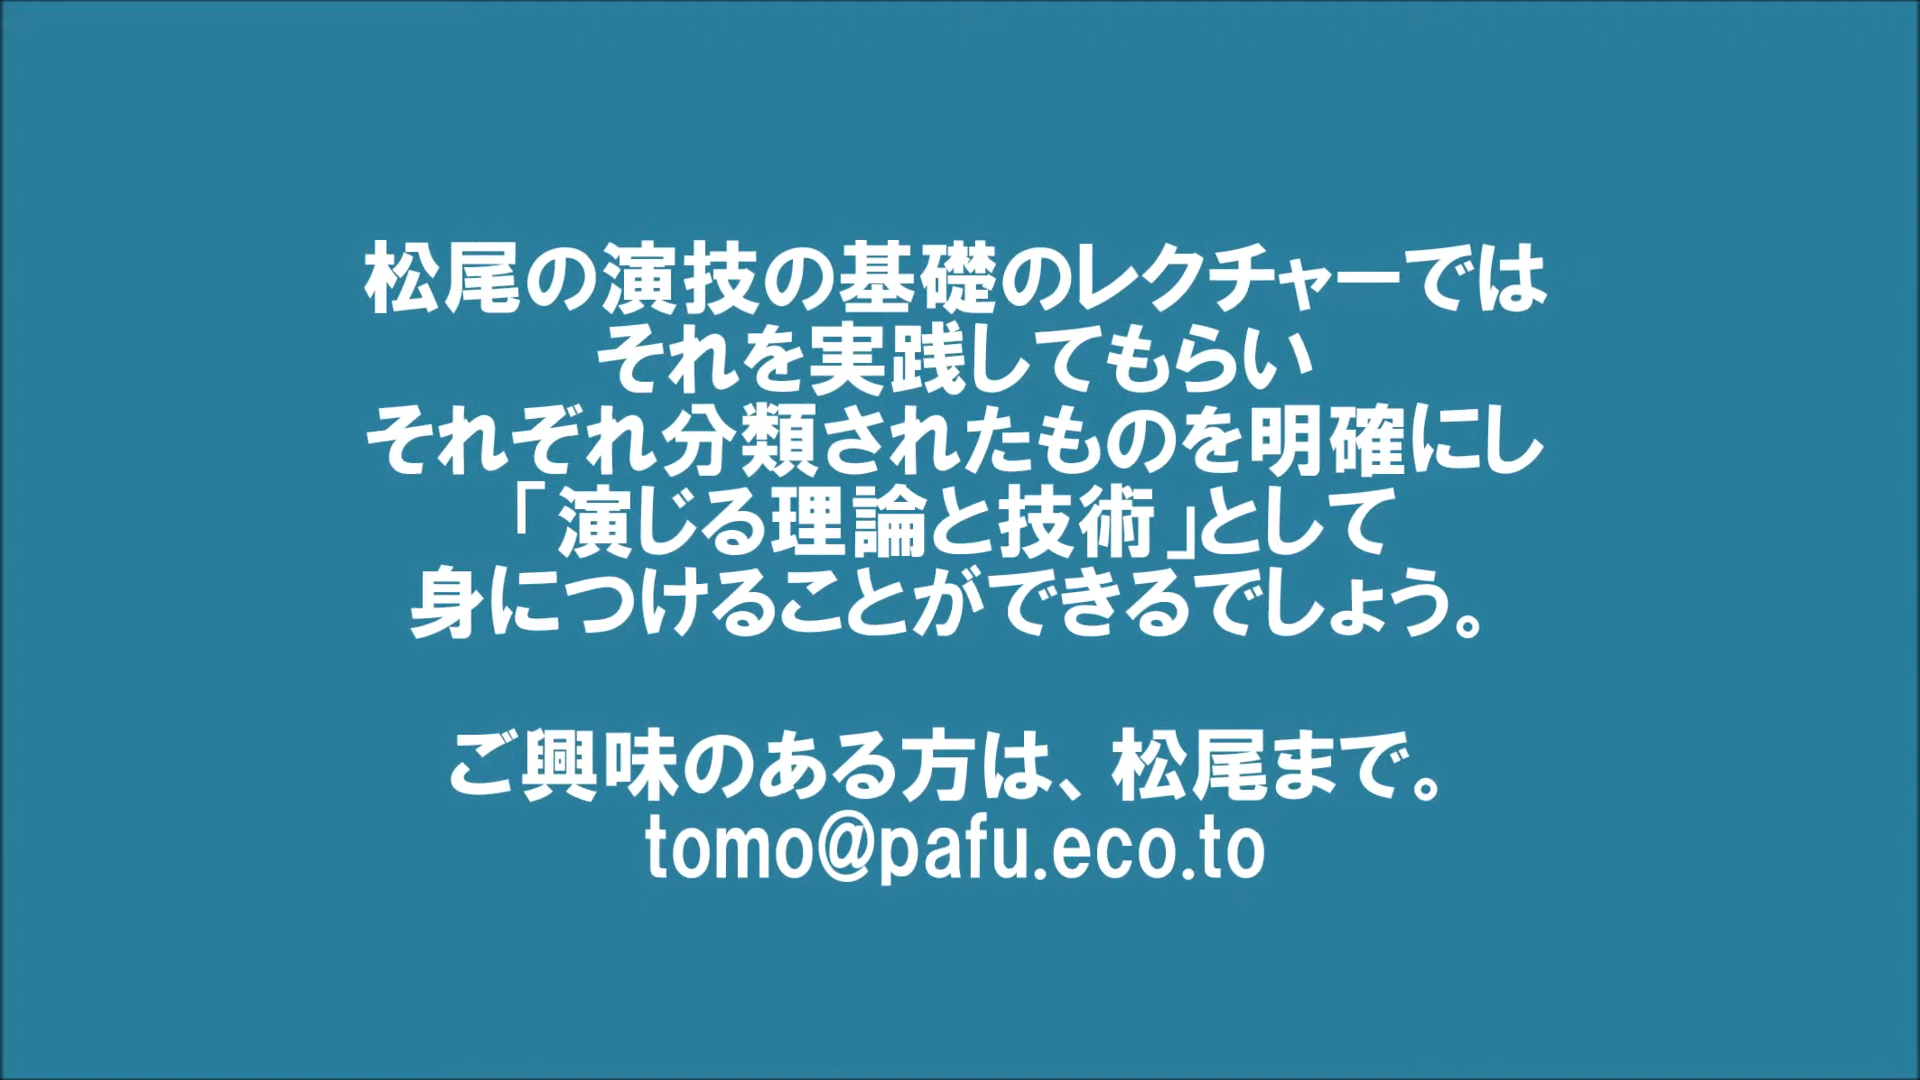 松尾の演技の基礎のレクチャーでは
それを実践してもらい
それぞれ分類されたものを明確にし
「演じる理論と技術」として
身につけることができるでしょう。
ご興味のある方は、松尾まで。
tomo@pafu.eco.to